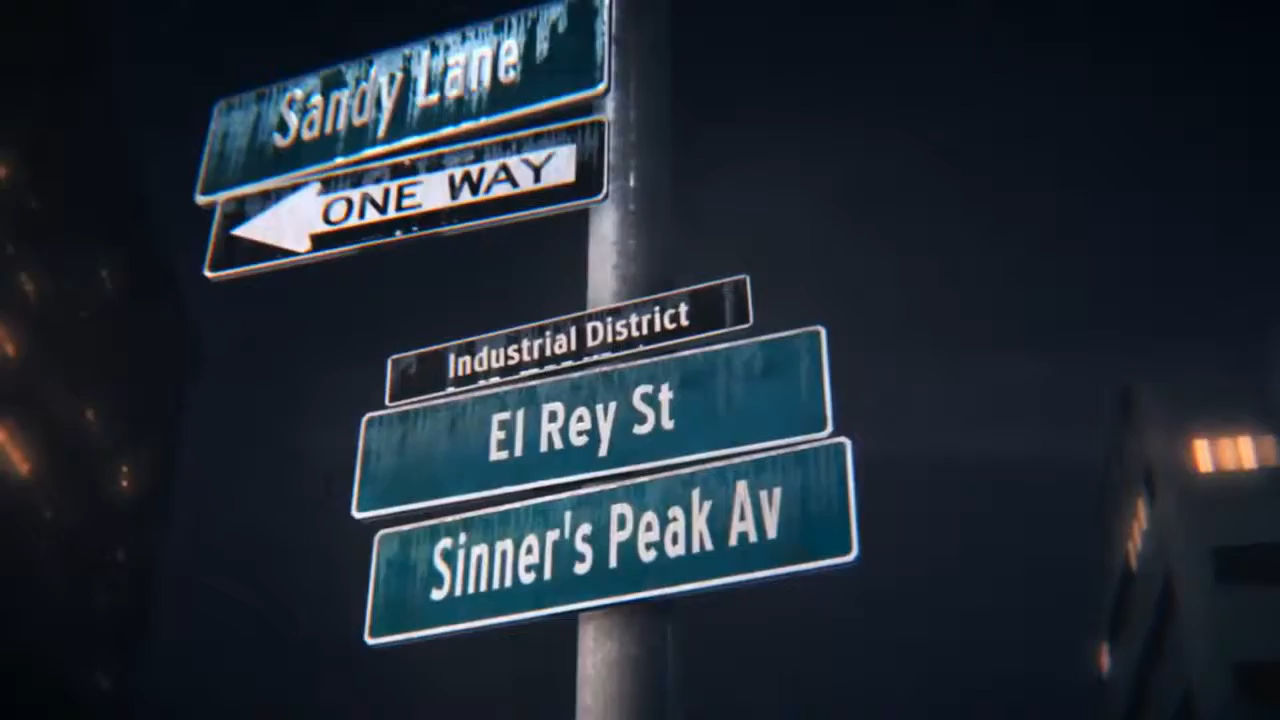 Sandy Lane
ONE WAY
Industrial District
El Rey St
Sinner's Peak Av